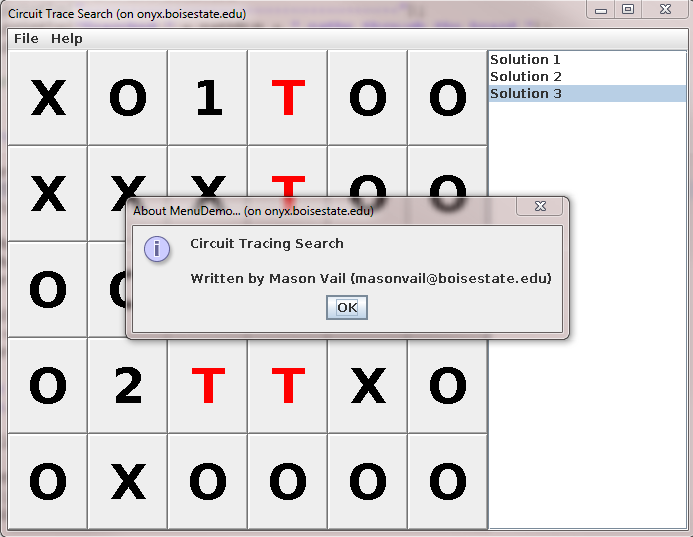 Circuit Trace Search (on onyx.boisestate.edu)
File Help
X O 1 T O O
Solution 1
Solution 2
Solution 3
X X X T O O
About MenuDemo... (on onyx.boisestate.edu)
Circuit Tracing Search
Written by Mason Vail (masonvail@boisestate.edu)
OK
O
O 2 T T X O
O X O O O O